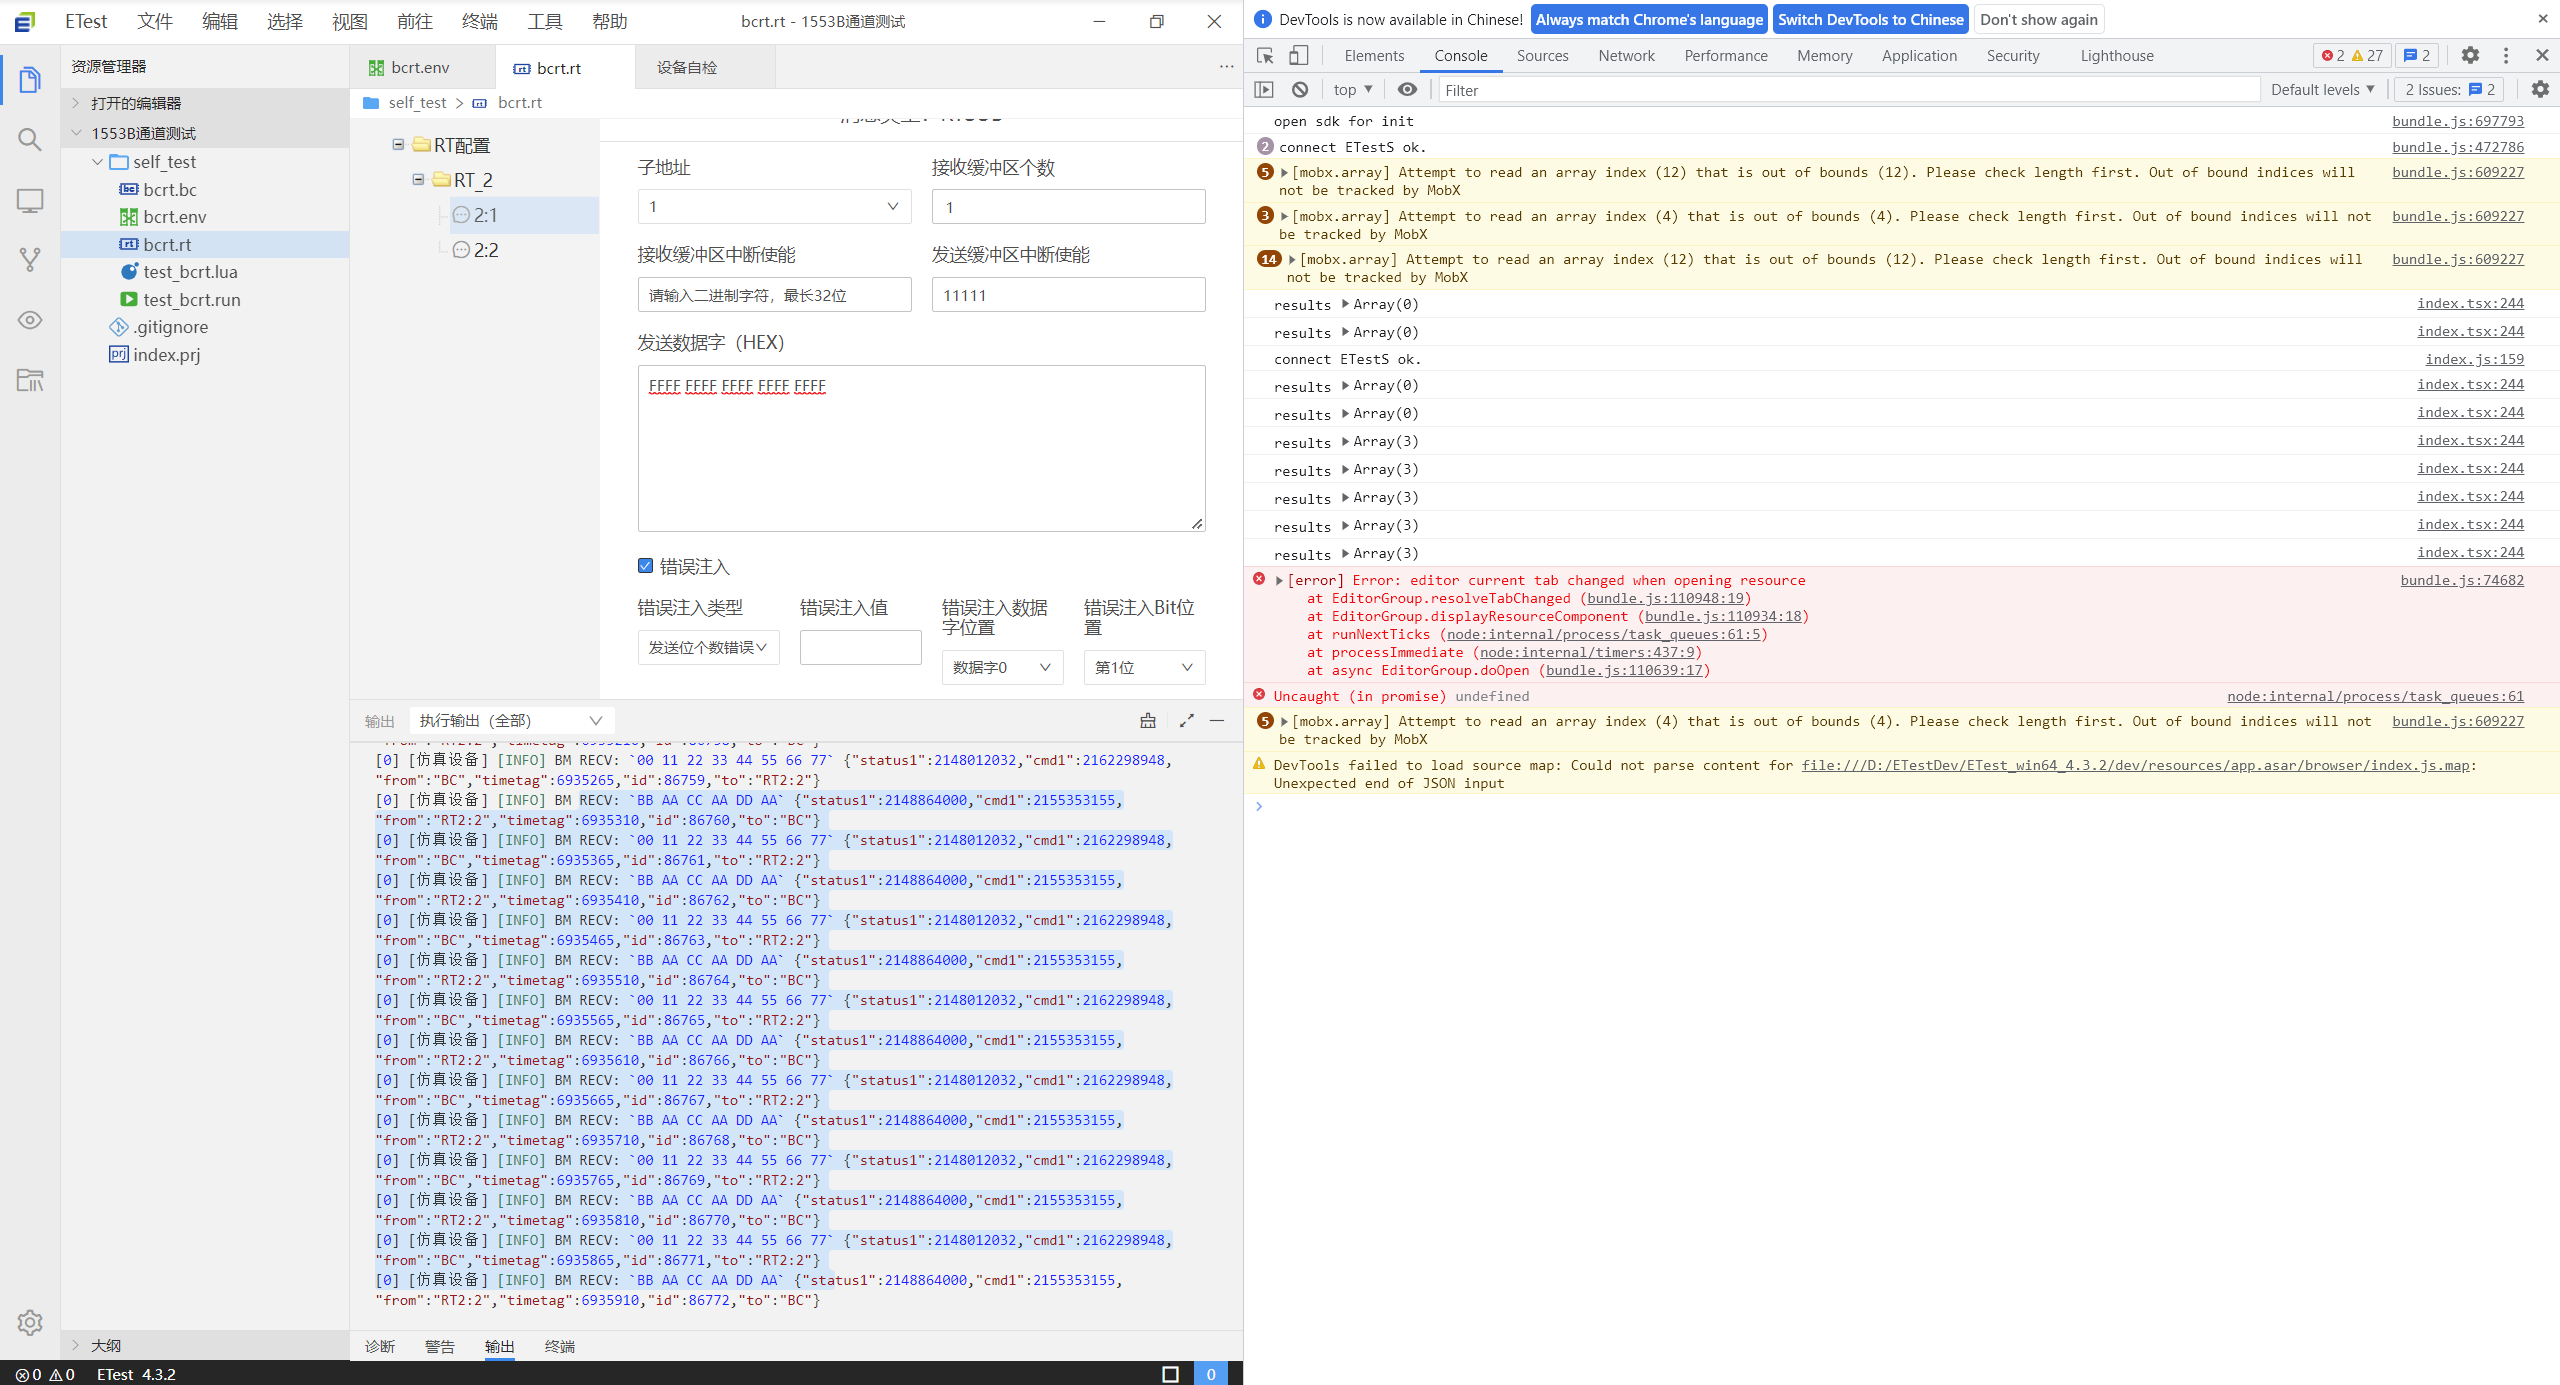 ETest 文件 编辑 选择 视图 前往 终端 工具 帮助
bcrt.rt - 1553B通道测试
资源管理器
打开的编辑器
1553B通道测试
self_test
bcrt.bc
bcrt.env
bcrt.rt
test_bcrt.lua
test_bcrt.run
.gitignore
index.prj
大纲
bcrt.env
bcrt.rt
设备自检
self_test > bcrt.rt
RT配置
RT_2
2:1
2:2
子地址 接收缓冲区个数
1 1
接收缓冲区中断使能 发送缓冲区中断使能
请输入二进制字符，最长32位 11111
发送数据字（HEX）
FFFF FFFF FFFF FFFF FFFF
错误注入
错误注入类型 错误注入值 错误注入数据字位置 错误注入Bit位置
发送位个数错误 数据字0 第1位
输出 执行输出（全部）
[0] [仿真设备] [INFO] BM RECV: `00 11 22 33 44 55 66 77` {"status1":2148012032,"cmd1":2162298948,
"from":"BC","timetag":6935265,"id":86759,"to":"RT2:2"}
[0] [仿真设备] [INFO] BM RECV: `BB AA CC AA DD AA` {"status1":2148864000,"cmd1":2155353155,
"from":"RT2:2","timetag":6935310,"id":86760,"to":"BC"}
[0] [仿真设备] [INFO] BM RECV: `00 11 22 33 44 55 66 77` {"status1":2148012032,"cmd1":2162298948,
"from":"BC","timetag":6935365,"id":86761,"to":"RT2:2"}
[0] [仿真设备] [INFO] BM RECV: `BB AA CC AA DD AA` {"status1":2148864000,"cmd1":2155353155,
"from":"RT2:2","timetag":6935410,"id":86762,"to":"BC"}
[0] [仿真设备] [INFO] BM RECV: `00 11 22 33 44 55 66 77` {"status1":2148012032,"cmd1":2162298948,
"from":"BC","timetag":6935465,"id":86763,"to":"RT2:2"}
[0] [仿真设备] [INFO] BM RECV: `BB AA CC AA DD AA` {"status1":2148864000,"cmd1":2155353155,
"from":"RT2:2","timetag":6935510,"id":86764,"to":"BC"}
[0] [仿真设备] [INFO] BM RECV: `00 11 22 33 44 55 66 77` {"status1":2148012032,"cmd1":2162298948,
"from":"BC","timetag":6935565,"id":86765,"to":"RT2:2"}
[0] [仿真设备] [INFO] BM RECV: `BB AA CC AA DD AA` {"status1":2148864000,"cmd1":2155353155,
"from":"RT2:2","timetag":6935610,"id":86766,"to":"BC"}
[0] [仿真设备] [INFO] BM RECV: `00 11 22 33 44 55 66 77` {"status1":2148012032,"cmd1":2162298948,
"from":"BC","timetag":6935665,"id":86767,"to":"RT2:2"}
[0] [仿真设备] [INFO] BM RECV: `BB AA CC AA DD AA` {"status1":2148864000,"cmd1":2155353155,
"from":"RT2:2","timetag":6935710,"id":86768,"to":"BC"}
[0] [仿真设备] [INFO] BM RECV: `00 11 22 33 44 55 66 77` {"status1":2148012032,"cmd1":2162298948,
"from":"BC","timetag":6935765,"id":86769,"to":"RT2:2"}
[0] [仿真设备] [INFO] BM RECV: `BB AA CC AA DD AA` {"status1":2148864000,"cmd1":2155353155,
"from":"RT2:2","timetag":6935810,"id":86770,"to":"BC"}
[0] [仿真设备] [INFO] BM RECV: `00 11 22 33 44 55 66 77` {"status1":2148012032,"cmd1":2162298948,
"from":"BC","timetag":6935865,"id":86771,"to":"RT2:2"}
[0] [仿真设备] [INFO] BM RECV: `BB AA CC AA DD AA` {"status1":2148864000,"cmd1":2155353155,
"from":"RT2:2","timetag":6935910,"id":86772,"to":"BC"}
诊断 警告 输出 终端
0 0 ETest 4.3.2
0
DevTools is now available in Chinese! Always match Chrome's language Switch DevTools to Chinese Don't show again
Elements Console Sources Network Performance Memory Application Security Lighthouse 2 27 2
top Filter Default levels 2 Issues: 2
open sdk for init bundle.js:697793
2 connect ETestS ok. bundle.js:472786
5 [mobx.array] Attempt to read an array index (12) that is out of bounds (12). Please check length first. Out of bound indices will bundle.js:609227
not be tracked by MobX
3 [mobx.array] Attempt to read an array index (4) that is out of bounds (4). Please check length first. Out of bound indices will not bundle.js:609227
be tracked by MobX
14 [mobx.array] Attempt to read an array index (12) that is out of bounds (12). Please check length first. Out of bound indices will bundle.js:609227
not be tracked by MobX
results Array(0) index.tsx:244
results Array(0) index.tsx:244
connect ETestS ok. index.js:159
results Array(0) index.tsx:244
results Array(0) index.tsx:244
results Array(3) index.tsx:244
results Array(3) index.tsx:244
results Array(3) index.tsx:244
results Array(3) index.tsx:244
results Array(3) index.tsx:244
[error] Error: editor current tab changed when opening resource bundle.js:74682
at EditorGroup.resolveTabChanged (bundle.js:110948:19)
at EditorGroup.displayResourceComponent (bundle.js:110934:18)
at runNextTicks (node:internal/process/task_queues:61:5)
at processImmediate (node:internal/timers:437:9)
at async EditorGroup.doOpen (bundle.js:110639:17)
Uncaught (in promise) undefined node:internal/process/task_queues:61
5 [mobx.array] Attempt to read an array index (4) that is out of bounds (4). Please check length first. Out of bound indices will not bundle.js:609227
be tracked by MobX
DevTools failed to load source map: Could not parse content for file:///D:/ETestDev/ETest_win64_4.3.2/dev/resources/app.asar/browser/index.js.map:
Unexpected end of JSON input